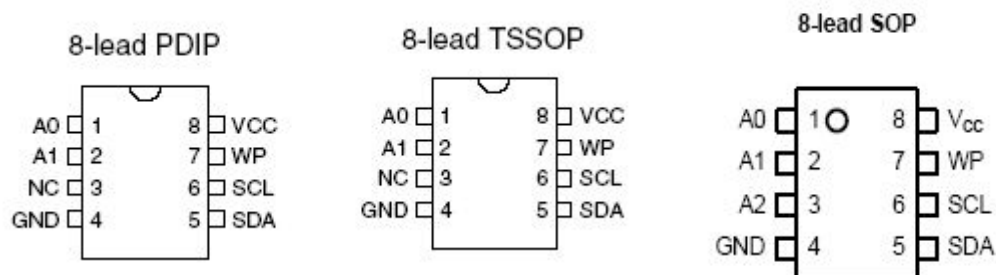 8-lead PDIP
A0 1 8 VCC
A1 2 7 WP
NC 3 6 SCL
GND 4 5 SDA
8-lead TSSOP
A0 1 8 VCC
A1 2 7 WP
NC 3 6 SCL
GND 4 5 SDA
8-lead SOP
A0 1 8 Vcc
A1 2 7 WP
A2 3 6 SCL
GND 4 5 SDA